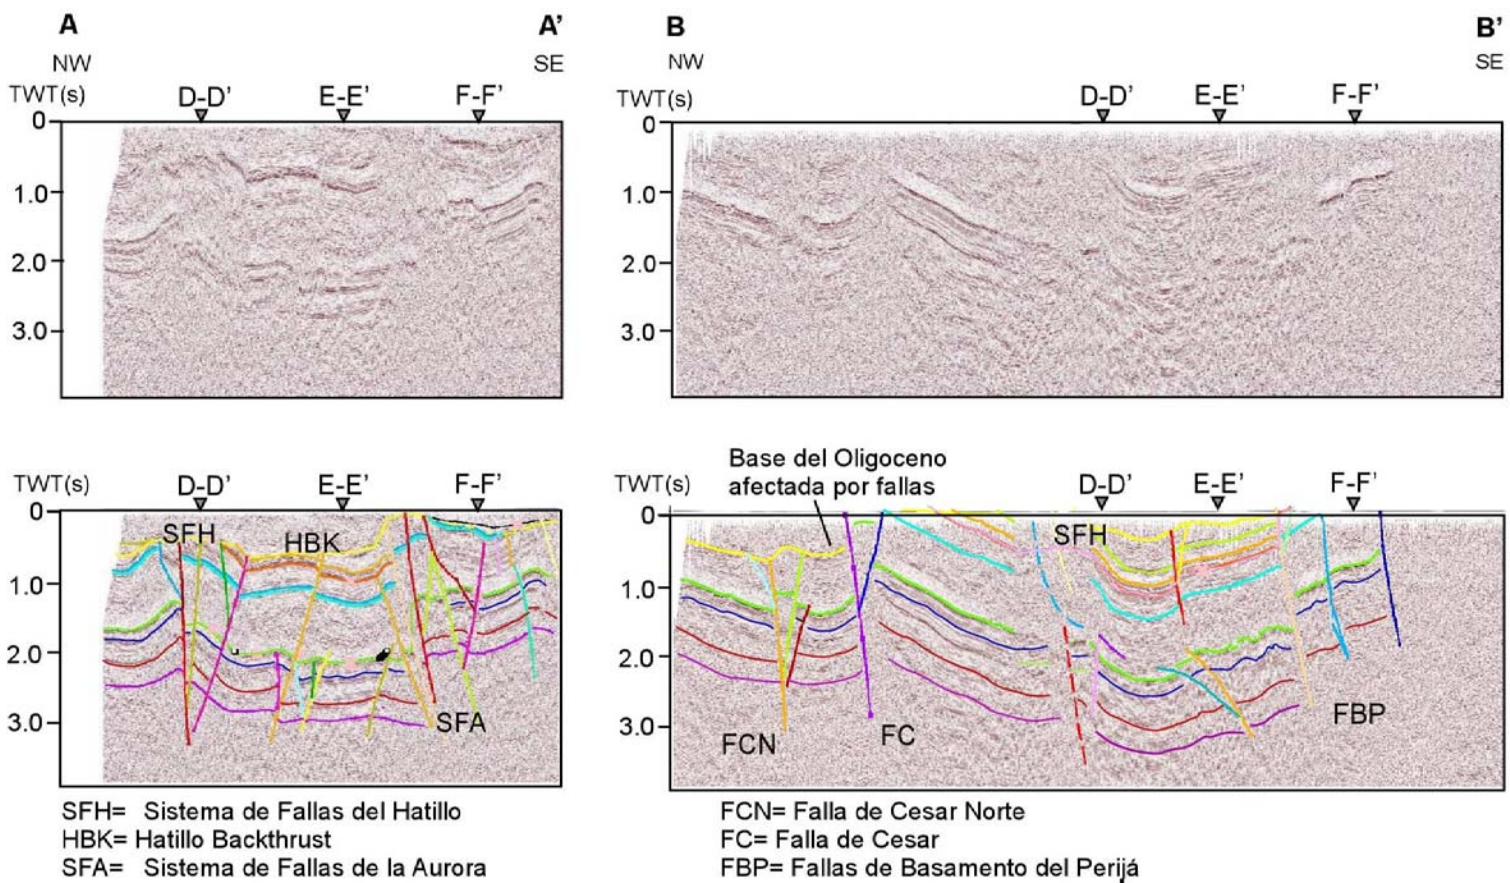 A A' B B'
NW SE NW SE
TWT(s) D-D' E-E' F-F' TWT(s) D-D' E-E' F-F'
0 0
1.0 1.0
2.0 2.0
3.0 3.0
Base del Oligoceno
afectada por fallas
TWT(s) D-D' E-E' F-F' TWT(s) D-D' E-E' F-F'
0 0
SFH HBK SFH
1.0 1.0
2.0 2.0
3.0 SFA 3.0 FCN FC FBP
SFH= Sistema de Fallas del Hatillo
HBK= Hatillo Backthrust
SFA= Sistema de Fallas de la Aurora
FCN= Falla de Cesar Norte
FC= Falla de Cesar
FBP= Fallas de Basamento del Perijá